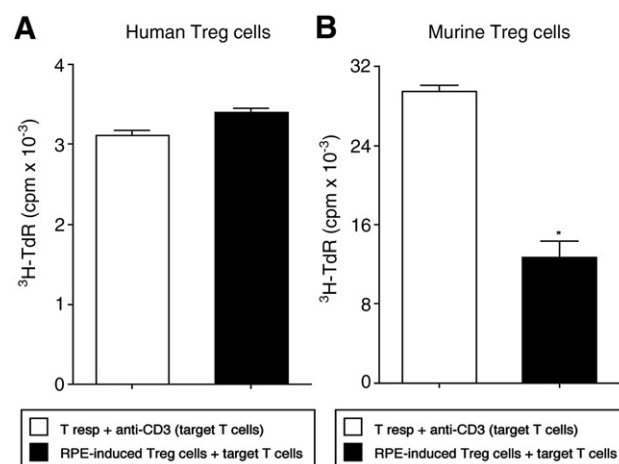 A Human Treg cells
4
3
2
1
0
³H-TdR (cpm x 10⁻³)
T resp + anti-CD3 (target T cells)
RPE-induced Treg cells + target T cells
B Murine Treg cells
32
24
16
8
0
³H-TdR (cpm x 10⁻³)
*
T resp + anti-CD3 (target T cells)
RPE-induced Treg cells + target T cells